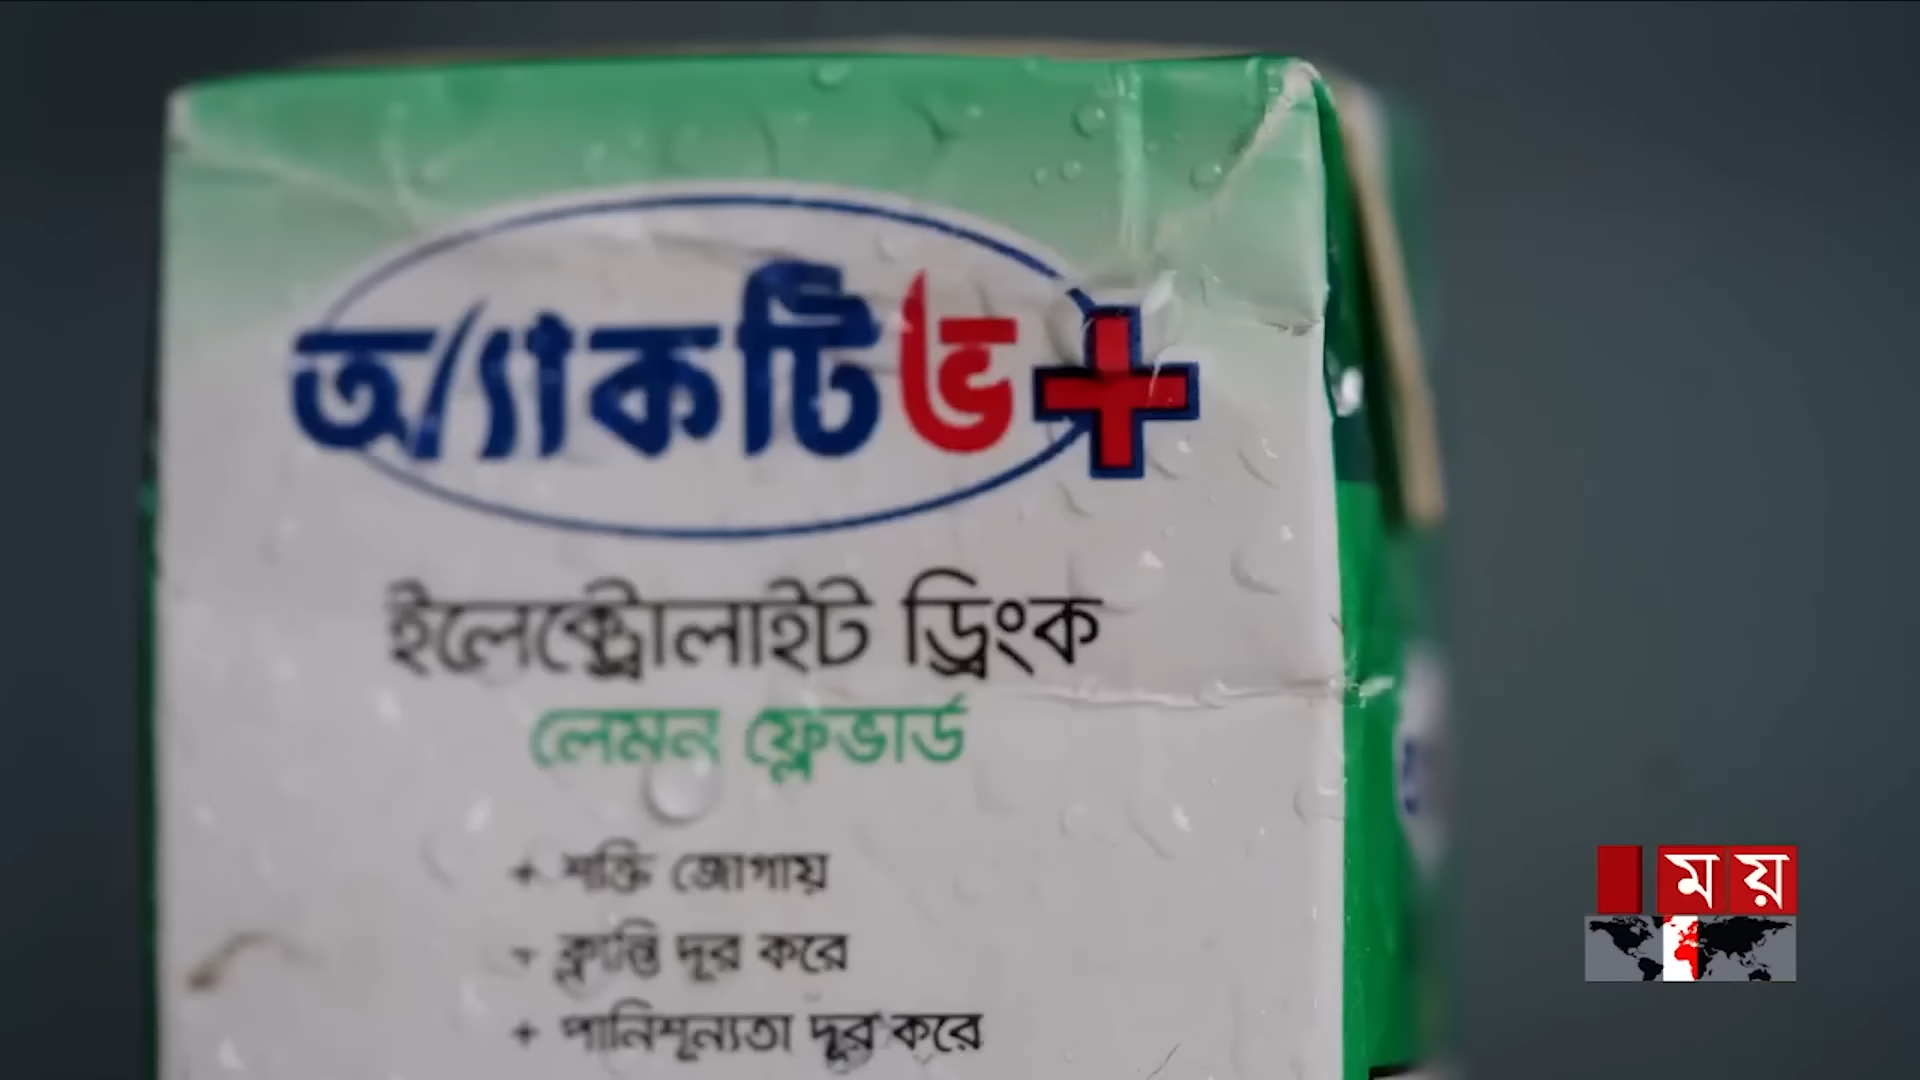 অ্যাকটিভ+
ইলেক্ট্রোলাইট ড্রিংক
লেমন ফ্লেভার্ড
+ শক্তি জোগায়
+ ক্লান্তি দূর করে
+ পানিশূন্যতা দূর করে
ময়